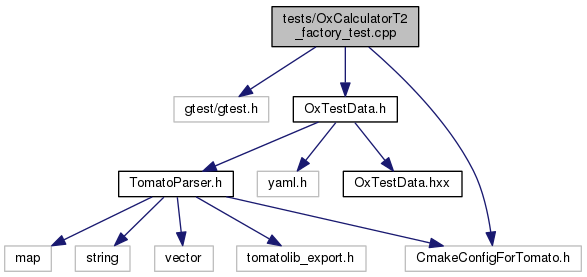 tests/OxCalculatorT2
_factory_test.cpp
gtest/gtest.h
OxTestData.h
TomatoParser.h
yaml.h
OxTestData.hxx
map
string
vector
tomatolib_export.h
CmakeConfigForTomato.h